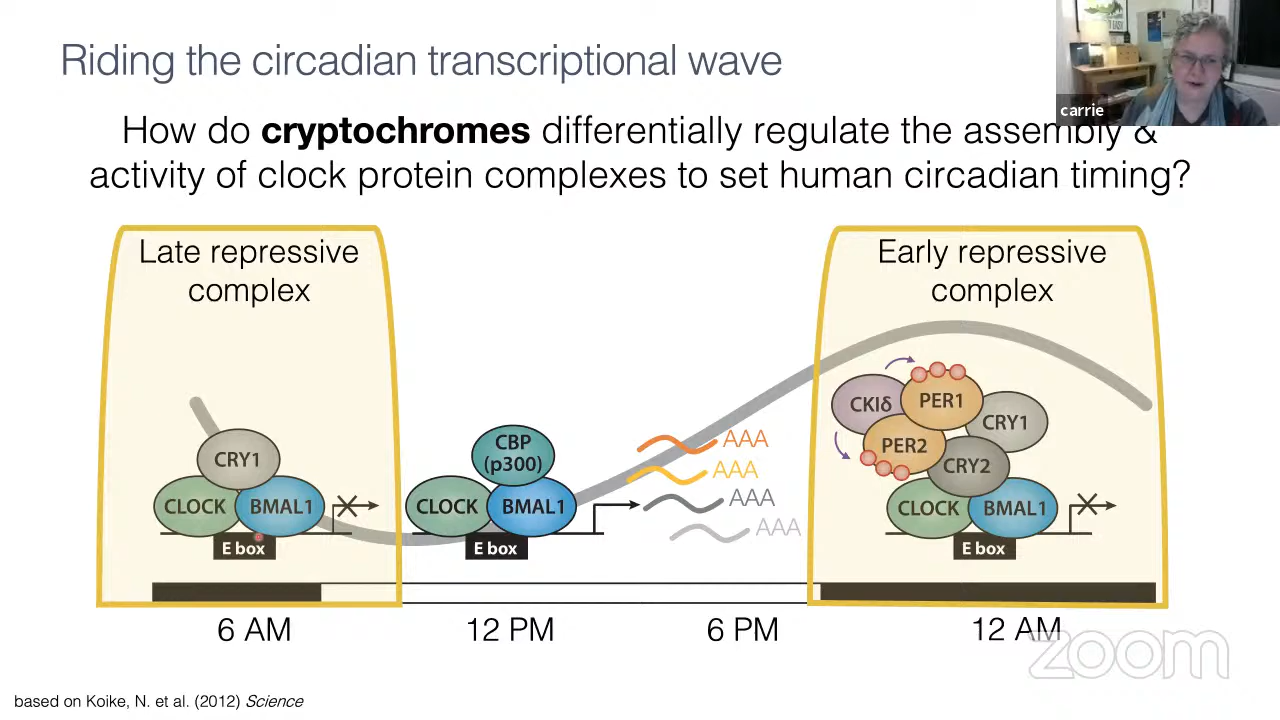 Riding the circadian transcriptional wave
carrie
How do cryptochromes differentially regulate the assembly &
activity of clock protein complexes to set human circadian timing?
Late repressive
complex
Early repressive
complex
CRY1
CLOCK
BMAL1
E box
CBP
(p300)
CLOCK
BMAL1
E box
AAA
AAA
AAA
AAA
CKIδ
PER1
PER2
CRY1
CRY2
CLOCK
BMAL1
E box
6 AM
12 PM
6 PM
12 AM
zoom
based on Koike, N. et al. (2012) Science